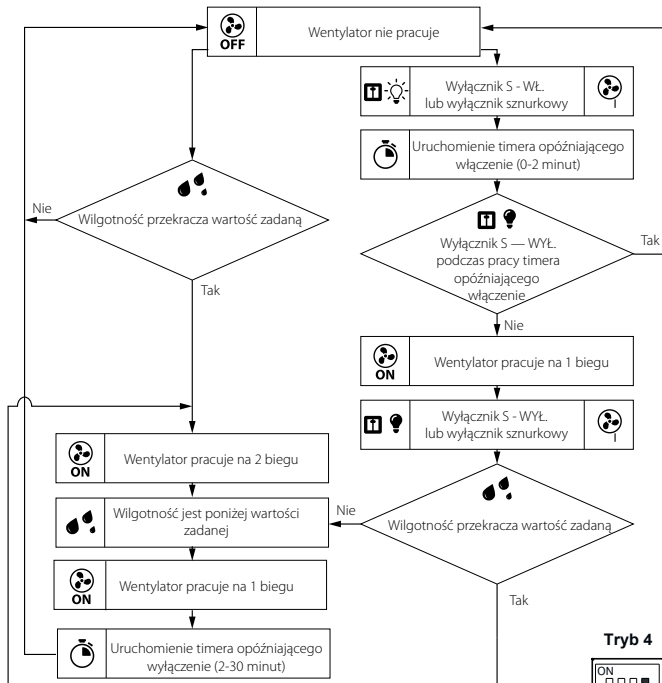 OFF
Wentylator nie pracuje
Wyłącznik S - WŁ.
lub wyłącznik sznurkowy
Uruchomienie timera opóźniającego
włączenie (0-2 minut)
Nie
Wilgotność przekracza wartość zadaną
Tak
Wyłącznik S — WYŁ.
podczas pracy timera
opóźniającego
włączenie
Tak
Nie
ON
Wentylator pracuje na 1 biegu
Wyłącznik S - WYŁ.
lub wyłącznik sznurkowy
ON
Wentylator pracuje na 2 biegu
Wilgotność jest poniżej wartości
zadanej
Nie
Wilgotność przekracza wartość zadaną
Tak
ON
Wentylator pracuje na 1 biegu
Uruchomienie timera opóźniającego
wyłączenie (2-30 minut)
Tryb 4
ON